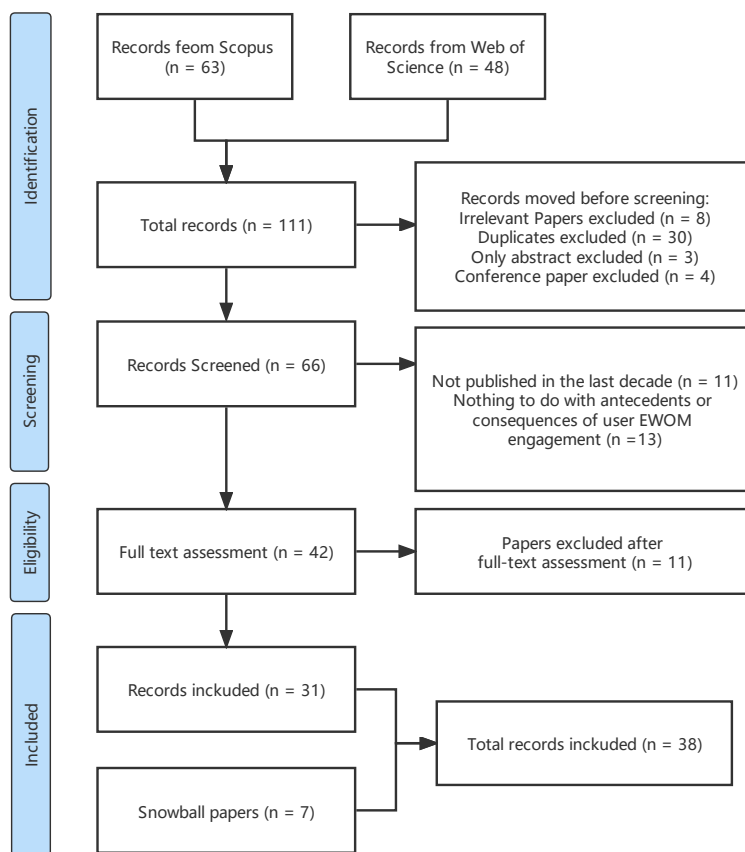 Identification
Records feom Scopus
(n = 63)
Records from Web of
Science (n = 48)
Total records (n = 111)
Records moved before screening:
Irrelevant Papers excluded (n = 8)
Duplicates excluded (n = 30)
Only abstract excluded (n = 3)
Conference paper excluded (n = 4)
Screening
Records Screened (n = 66)
Not published in the last decade (n = 11)
Nothing to do with antecedents or
consequences of user EWOM
engagement (n =13)
Eligibility
Full text assessment (n = 42)
Papers excluded after
full-text assessment (n = 11)
Included
Records inckuded (n = 31)
Total records inckuded (n = 38)
Snowball papers (n = 7)